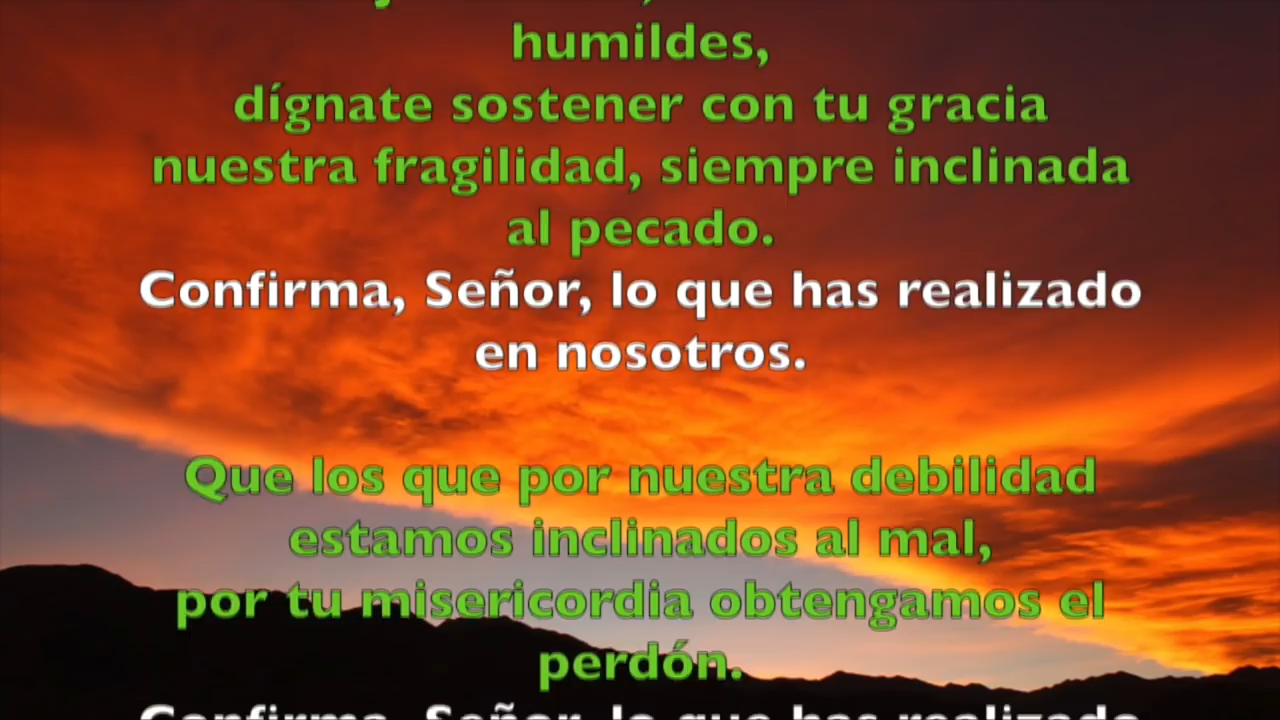 humildes,
dígnate sostener con tu gracia
nuestra fragilidad, siempre inclinada
al pecado.
Confirma, Señor, lo que has realizado
en nosotros.
Que los que por nuestra debilidad
estamos inclinados al mal,
por tu misericordia obtengamos el
perdón.
Confirma, Señor, lo que has realizado